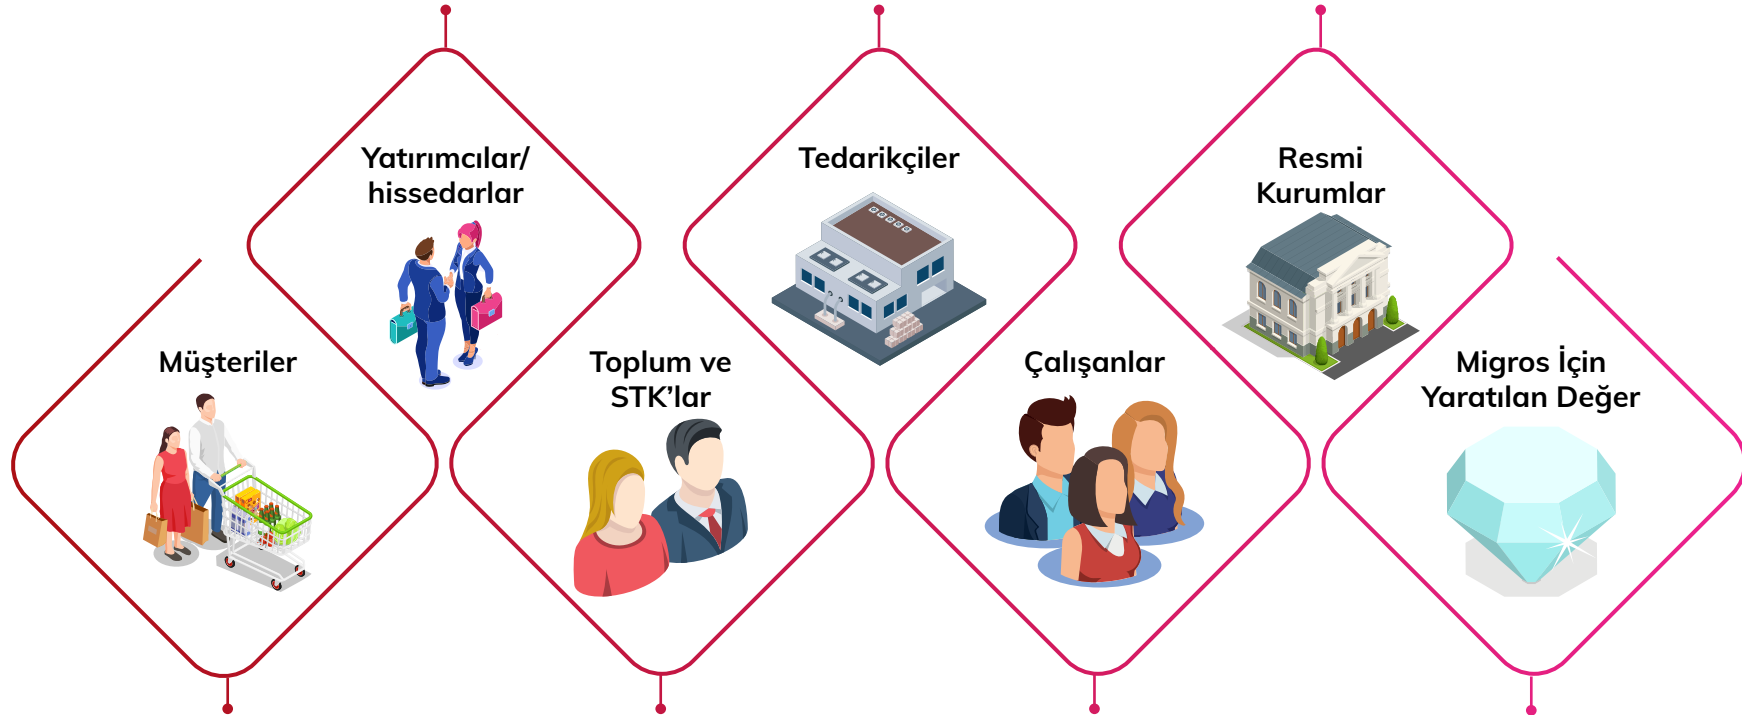 Yatırımcılar/
hissedarlar
Tedarikçiler
Resmi
Kurumlar
Müşteriler
Toplum ve
STK’lar
Çalışanlar
Migros İçin
Yaratılan Değer